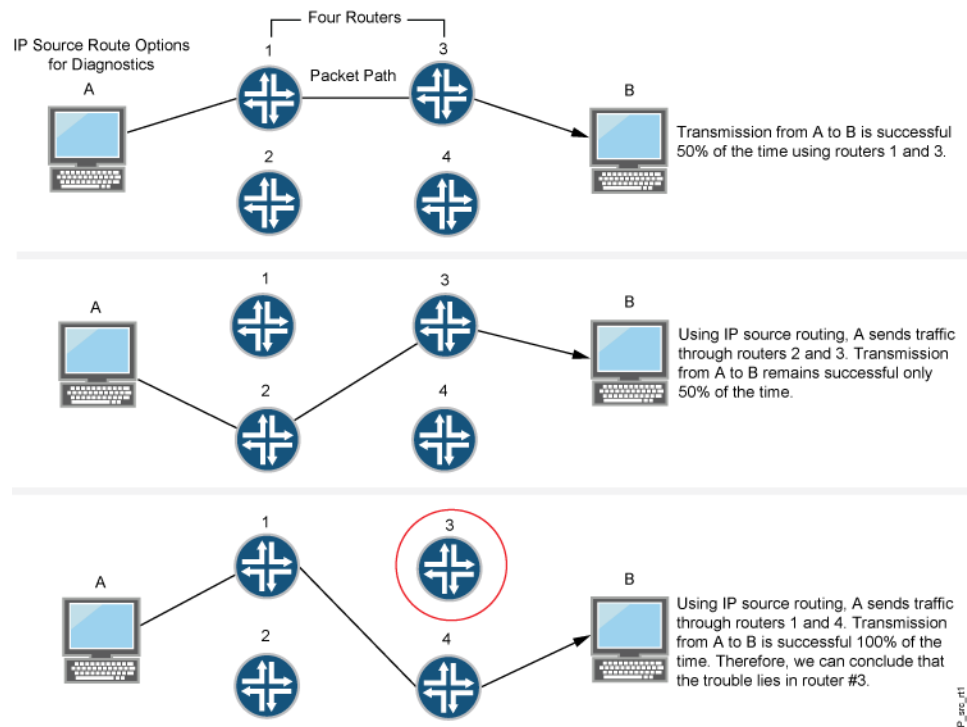 Four Routers
IP Source Route Options
for Diagnostics
1
3
A
Packet Path
B
2
4
Transmission from A to B is successful
50% of the time using routers 1 and 3.
1
3
A
B
Using IP source routing, A sends traffic
through routers 2 and 3. Transmission
from A to B remains successful only
50% of the time.
2
4
1
3
A
B
Using IP source routing, A sends traffic
through routers 1 and 4. Transmission
from A to B is successful 100% of the
time. Therefore, we can conclude that
the trouble lies in router #3.
2
4
P_src_rt1